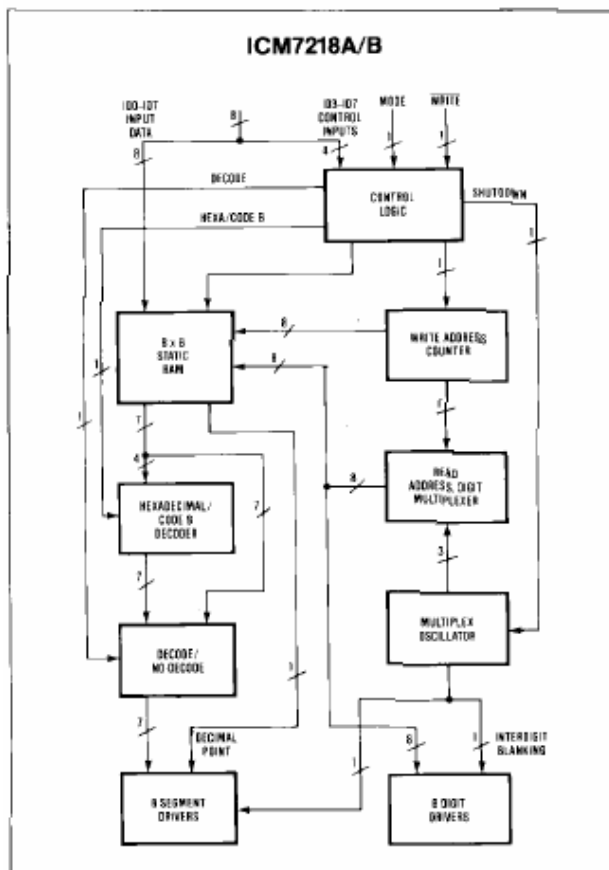 ICM7218A/B
ID0-ID7
INPUT
DATA
8
8
ID3-ID7
CONTROL
INPUTS
4
MODE
1
WRITE
1
DECODE
HEXA/CODE B
CONTROL
LOGIC
SHUTDOWN
1
1
8 x 8
STATIC
RAM
8
8
WRITE ADDRESS
COUNTER
1
1
7
4
7
8
READ
ADDRESS, DIGIT
MULTIPLEXER
HEXADECIMAL/
CODE B
DECODER
3
7
MULTIPLEX
OSCILLATOR
DECODE/
NO DECODE
1
7
DECIMAL
POINT
1
8
1
INTERDIGIT
BLANKING
8 SEGMENT
DRIVERS
8 DIGIT
DRIVERS